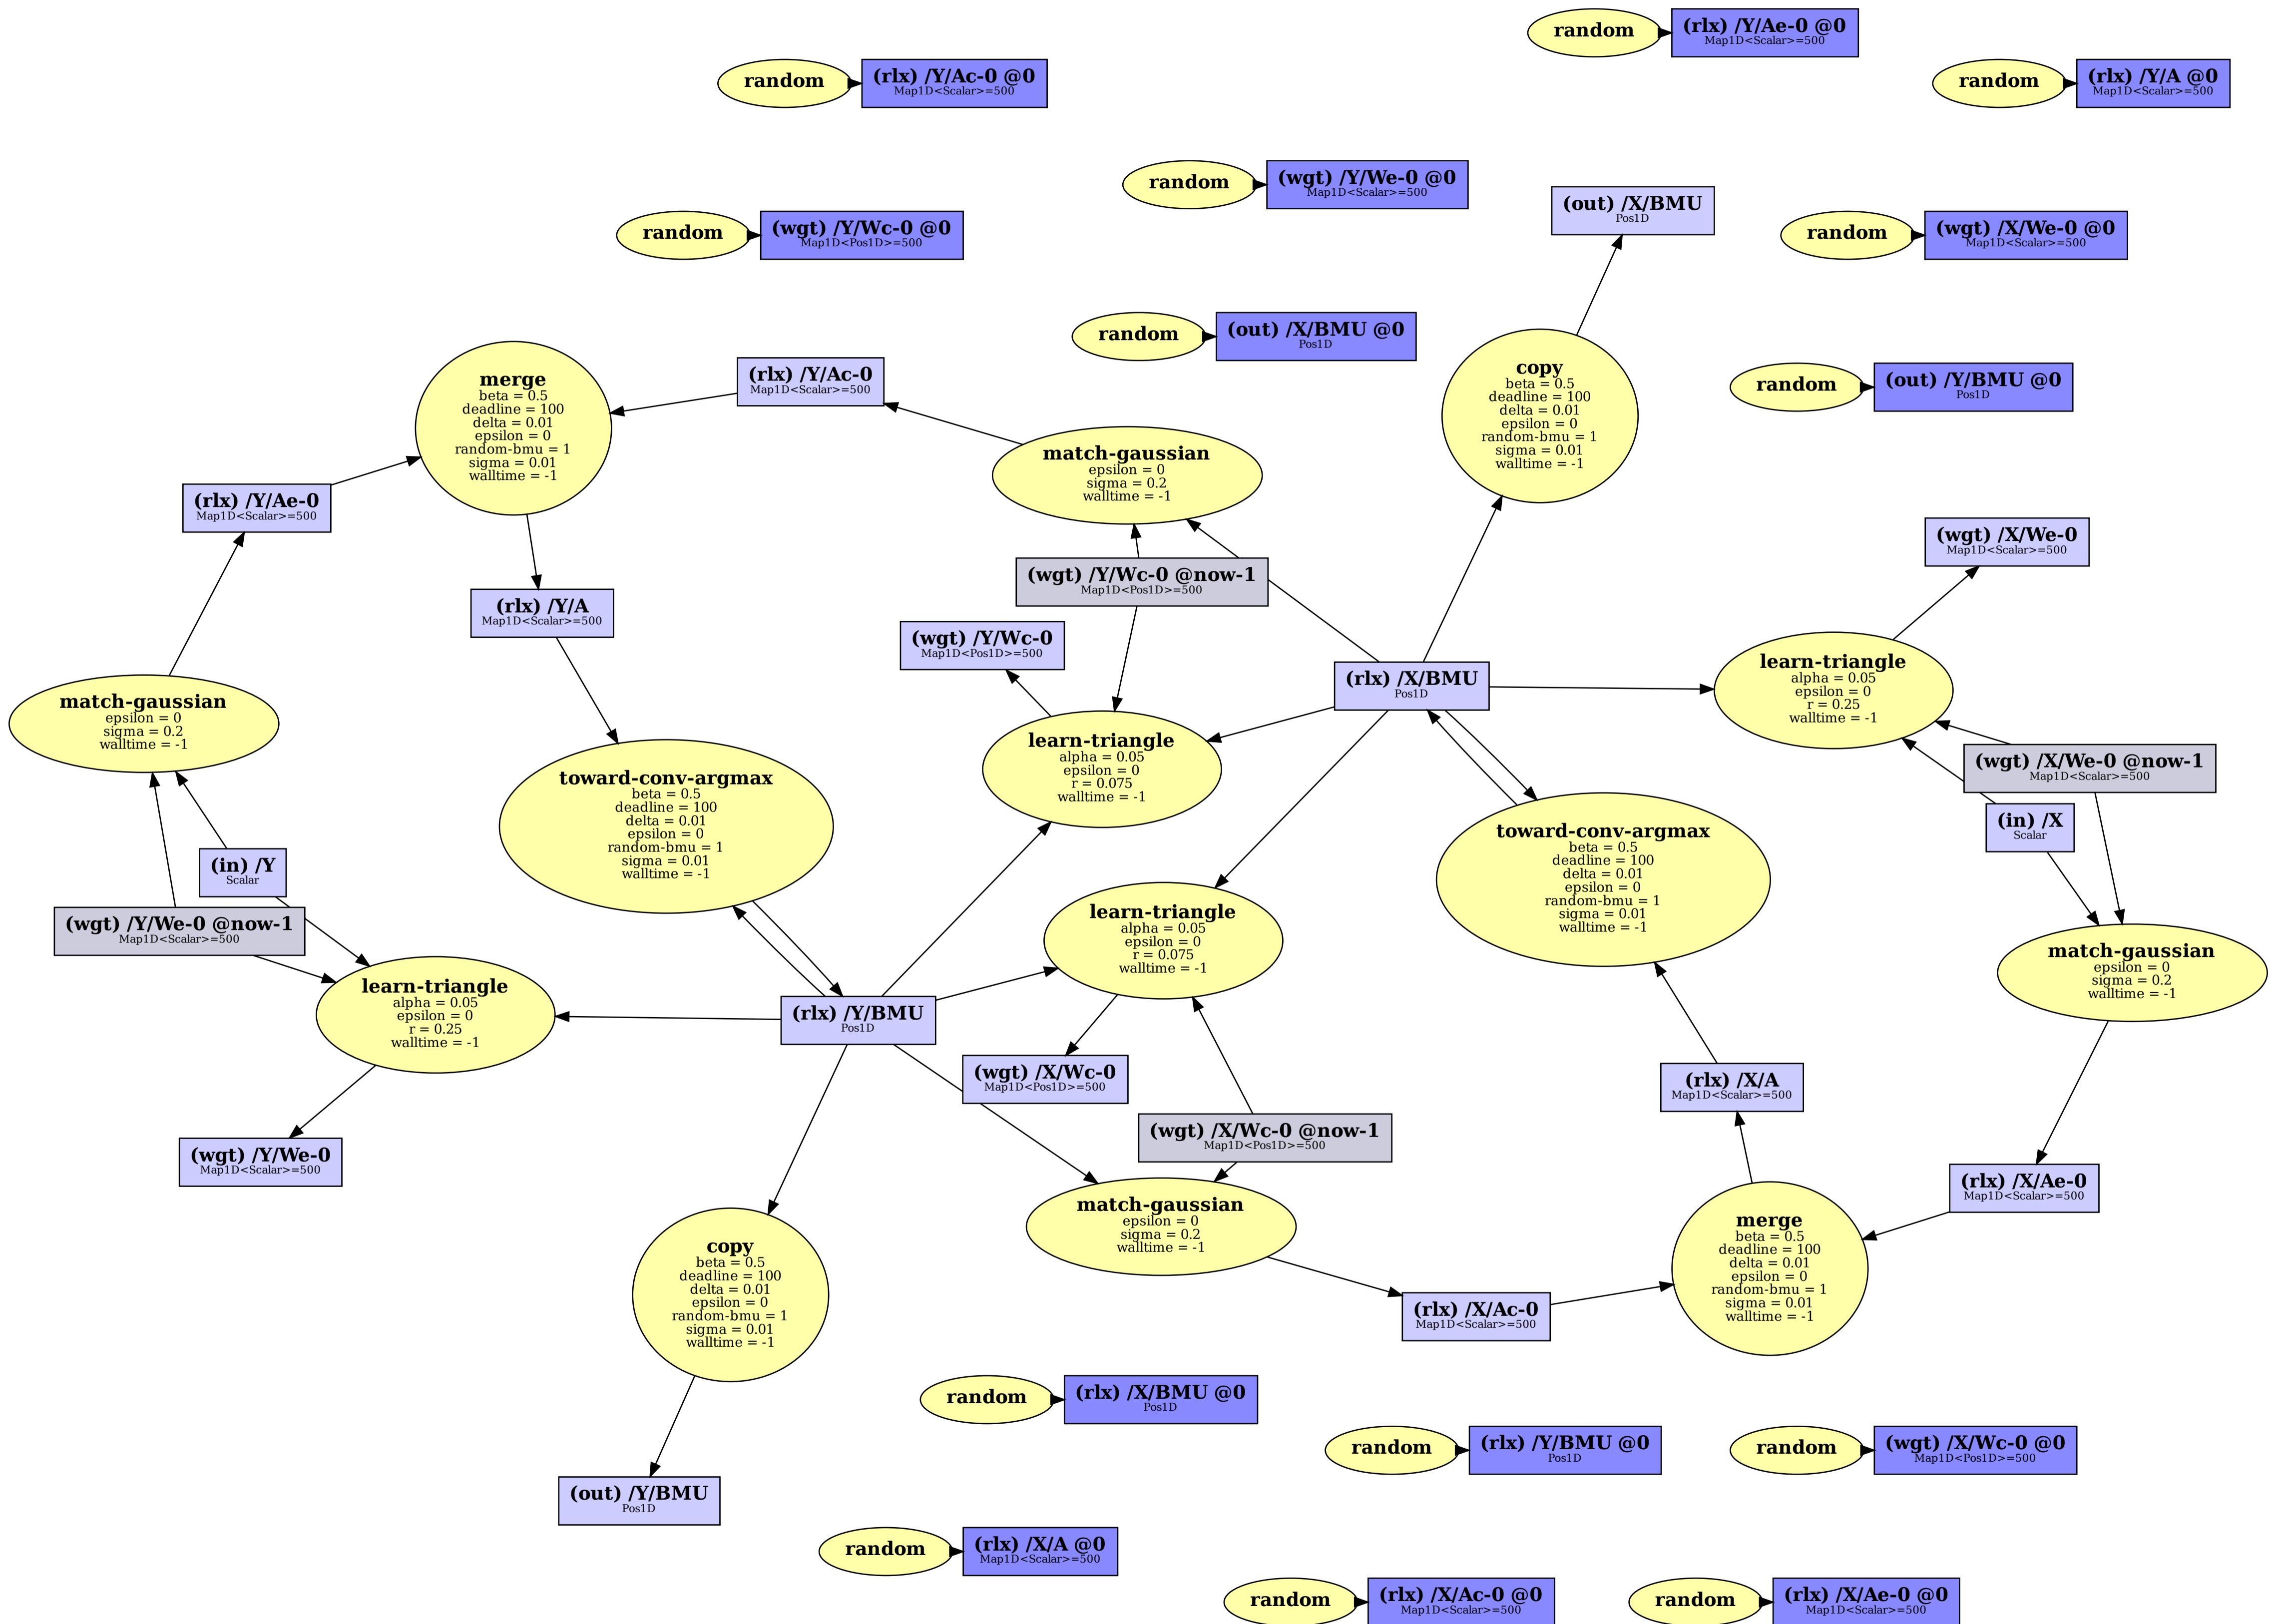 random
(rlx) /Y/Ae-0 @0
Map1D<Scalar>=500
random
(rlx) /Y/Ac-0 @0
Map1D<Scalar>=500
random
(rlx) /Y/A @0
Map1D<Scalar>=500
random
(wgt) /Y/We-0 @0
Map1D<Scalar>=500
(out) /X/BMU
Pos1D
random
(wgt) /Y/Wc-0 @0
Map1D<Pos1D>=500
random
(wgt) /X/We-0 @0
Map1D<Scalar>=500
random
(out) /X/BMU @0
Pos1D
merge
beta = 0.5
deadline = 100
delta = 0.01
epsilon = 0
random-bmu = 1
sigma = 0.01
walltime = -1
(rlx) /Y/Ac-0
Map1D<Scalar>=500
copy
beta = 0.5
deadline = 100
delta = 0.01
epsilon = 0
random-bmu = 1
sigma = 0.01
walltime = -1
random
(out) /Y/BMU @0
Pos1D
match-gaussian
epsilon = 0
sigma = 0.2
walltime = -1
(rlx) /Y/Ae-0
Map1D<Scalar>=500
(wgt) /X/We-0
Map1D<Scalar>=500
(wgt) /Y/Wc-0 @now-1
Map1D<Pos1D>=500
(rlx) /Y/A
Map1D<Scalar>=500
(wgt) /Y/Wc-0
Map1D<Pos1D>=500
(rlx) /X/BMU
Pos1D
learn-triangle
alpha = 0.05
epsilon = 0
r = 0.25
walltime = -1
match-gaussian
epsilon = 0
sigma = 0.2
walltime = -1
learn-triangle
alpha = 0.05
epsilon = 0
r = 0.075
walltime = -1
(wgt) /X/We-0 @now-1
Map1D<Scalar>=500
toward-conv-argmax
beta = 0.5
deadline = 100
delta = 0.01
epsilon = 0
random-bmu = 1
sigma = 0.01
walltime = -1
toward-conv-argmax
beta = 0.5
deadline = 100
delta = 0.01
epsilon = 0
random-bmu = 1
sigma = 0.01
walltime = -1
(in) /X
Scalar
(in) /Y
Scalar
(wgt) /Y/We-0 @now-1
Map1D<Scalar>=500
learn-triangle
alpha = 0.05
epsilon = 0
r = 0.075
walltime = -1
match-gaussian
epsilon = 0
sigma = 0.2
walltime = -1
learn-triangle
alpha = 0.05
epsilon = 0
r = 0.25
walltime = -1
(rlx) /Y/BMU
Pos1D
(wgt) /X/Wc-0
Map1D<Pos1D>=500
(rlx) /X/A
Map1D<Scalar>=500
(wgt) /X/Wc-0 @now-1
Map1D<Pos1D>=500
(wgt) /Y/We-0
Map1D<Scalar>=500
(rlx) /X/Ae-0
Map1D<Scalar>=500
match-gaussian
epsilon = 0
sigma = 0.2
walltime = -1
merge
beta = 0.5
deadline = 100
delta = 0.01
epsilon = 0
random-bmu = 1
sigma = 0.01
walltime = -1
copy
beta = 0.5
deadline = 100
delta = 0.01
epsilon = 0
random-bmu = 1
sigma = 0.01
walltime = -1
(rlx) /X/Ac-0
Map1D<Scalar>=500
random
(rlx) /X/BMU @0
Pos1D
random
(rlx) /Y/BMU @0
Pos1D
random
(wgt) /X/Wc-0 @0
Map1D<Pos1D>=500
(out) /Y/BMU
Pos1D
random
(rlx) /X/A @0
Map1D<Scalar>=500
random
(rlx) /X/Ac-0 @0
Map1D<Scalar>=500
random
(rlx) /X/Ae-0 @0
Map1D<Scalar>=500